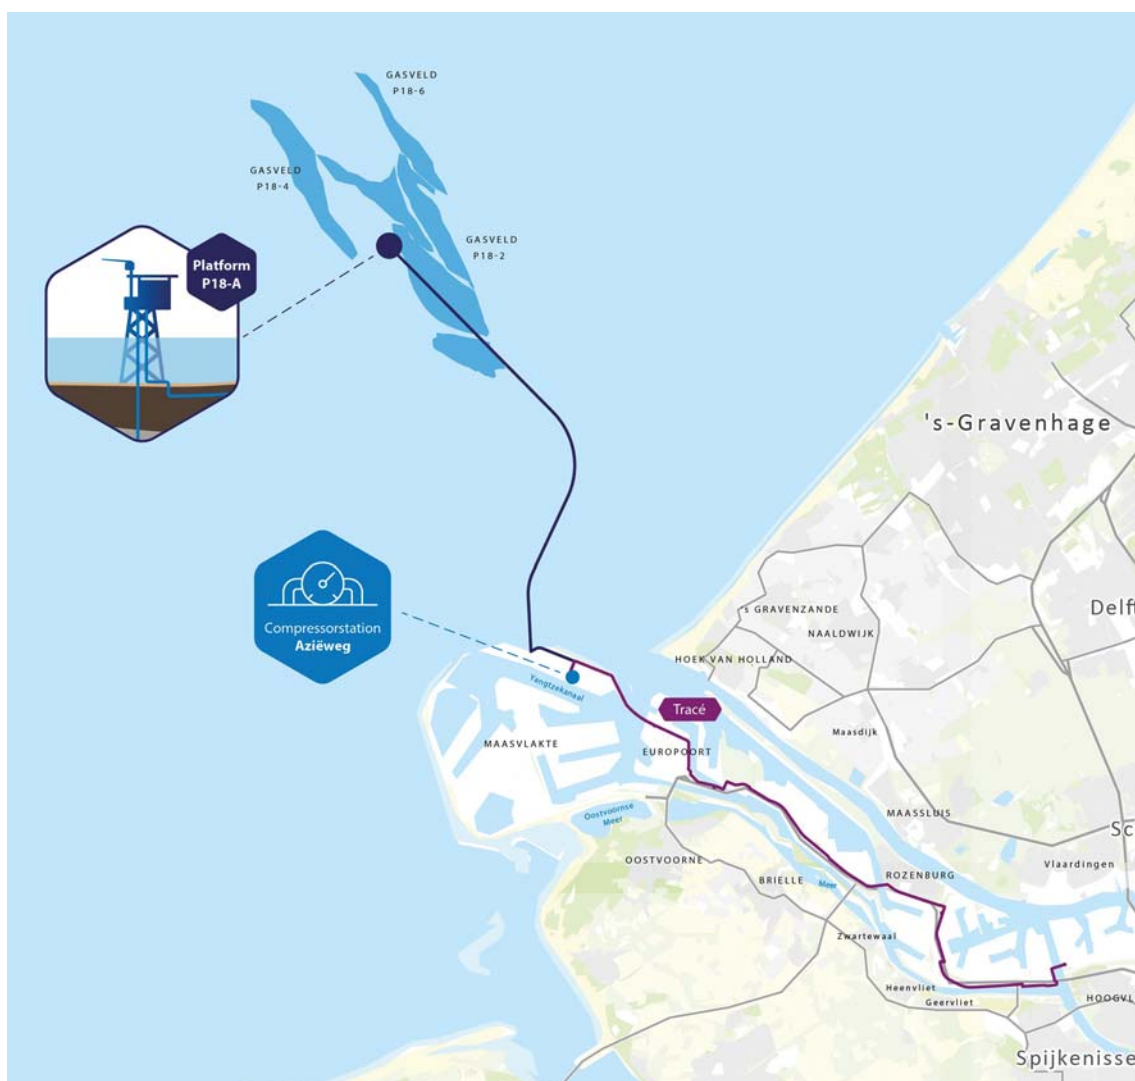 GASVELD
P18-6
GASVELD
P18-4
GASVELD
P18-2
Platform
P18-A
's-Gravenhage
Compressorstation
Aziëweg
's GRAVENZANDE
NAALDWIJK
Delf
HOEK VAN HOLLAND
Yangtzekanaal
Tracé
Maasdijk
MAASVLAKTE
EUROPOORT
Oostvoornse
Meer
MAASSLUIS
Sc
OOSTVOORNE
Vlaardingen
BRIELLE
Meer
ROZENBURG
Zwartewaal
Heenvliet
Geervliet
HOOGVL
Spijkenisse